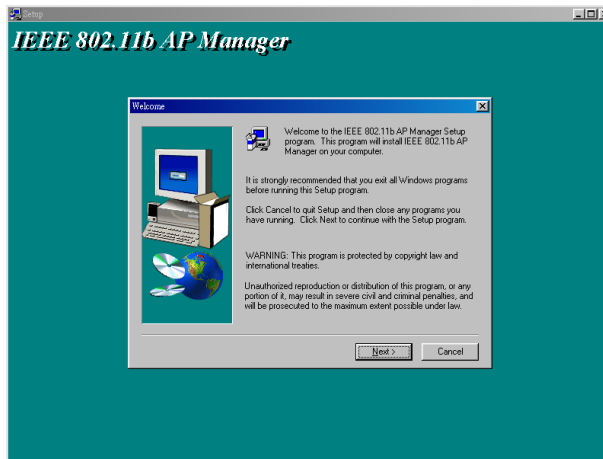 Setup
IEEE 802.11b AP Manager
Welcome
Welcome to the IEEE 802.11b AP Manager Setup
program. This program will install IEEE 802.11b AP
Manager on your computer.
It is strongly recommended that you exit all Windows programs
before running this Setup program.
Click Cancel to quit Setup and then close any programs you
have running. Click Next to continue with the Setup program.
WARNING: This program is protected by copyright law and
international treaties.
Unauthorized reproduction or distribution of this program, or any
portion of it, may result in severe civil and criminal penalties, and
will be prosecuted to the maximum extent possible under law.
Next >
Cancel